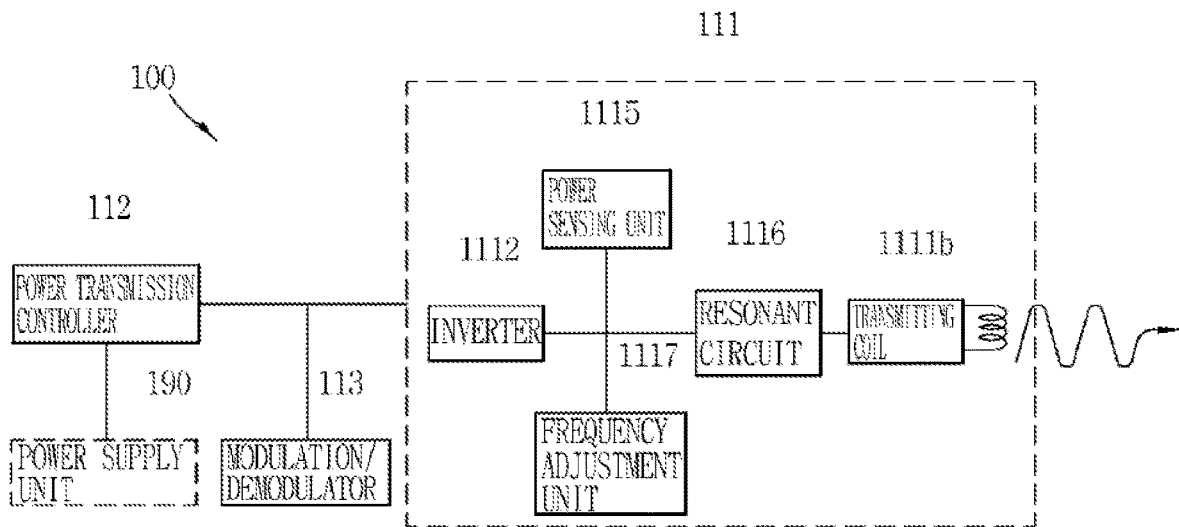 111
100
1115
POWER
SENSING UNIT
112
1112
1116
1111b
POWER TRANSMISSION
CONTROLLER
INVERTER
RESONANT
CIRCUIT
TRANSMITTING
COIL
1117
190
113
POWER SUPPLY
UNIT
MODULATION/
DEMODULATOR
FREQUENCY
ADJUSTMENT
UNIT